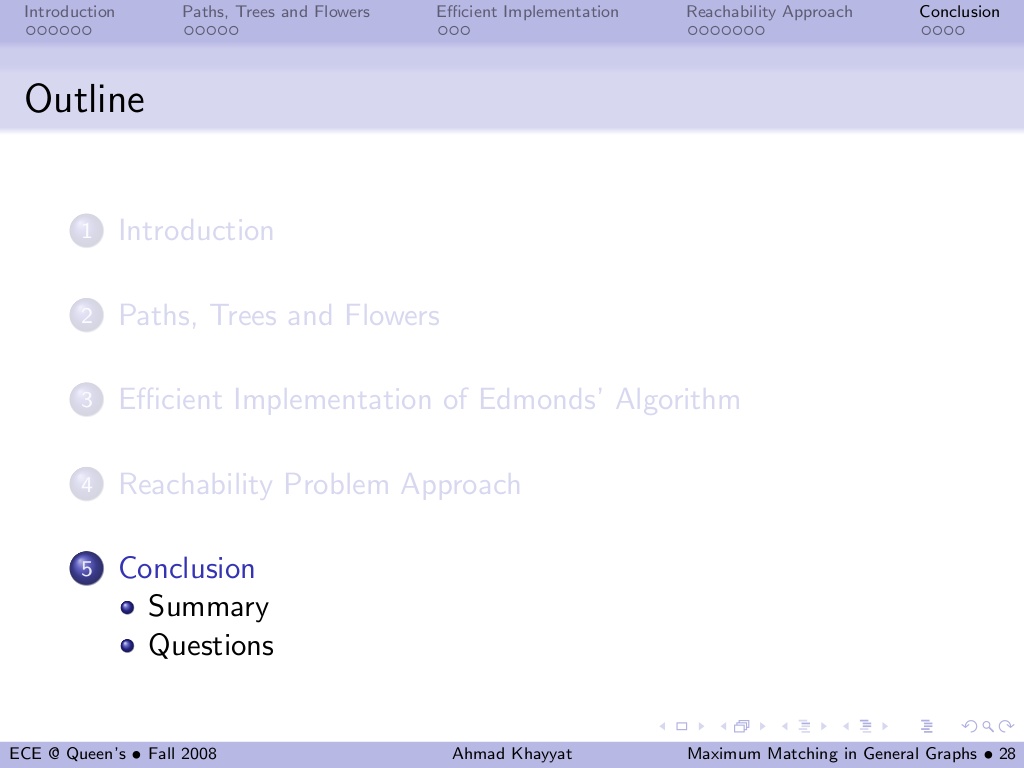 Introduction Paths, Trees and Flowers Efficient Implementation Reachability Approach Conclusion
Outline
1 Introduction
2 Paths, Trees and Flowers
3 Efficient Implementation of Edmonds' Algorithm
4 Reachability Problem Approach
5 Conclusion
• Summary
• Questions
ECE @ Queen's • Fall 2008 Ahmad Khayyat Maximum Matching in General Graphs • 28